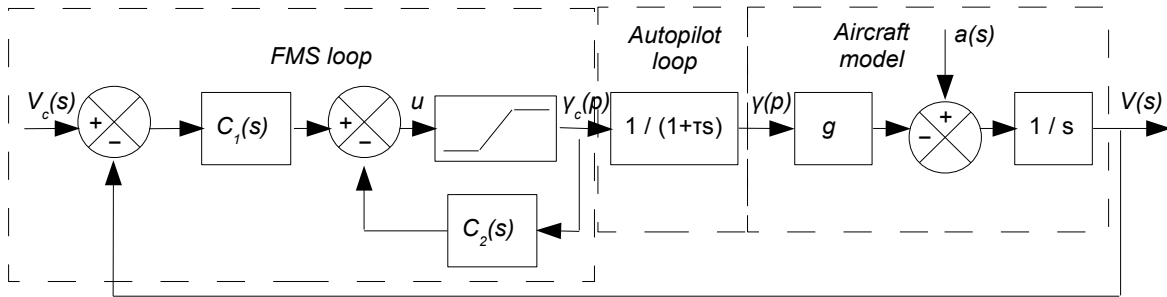 FMS loop
Autopilot
loop
Aircraft
model
a(s)
V_c(s)
+
−
C_1(s)
+
−
u
γ_c(p)
1 / (1+τs)
γ(p)
g
+
−
1 / s
V(s)
C_2(s)